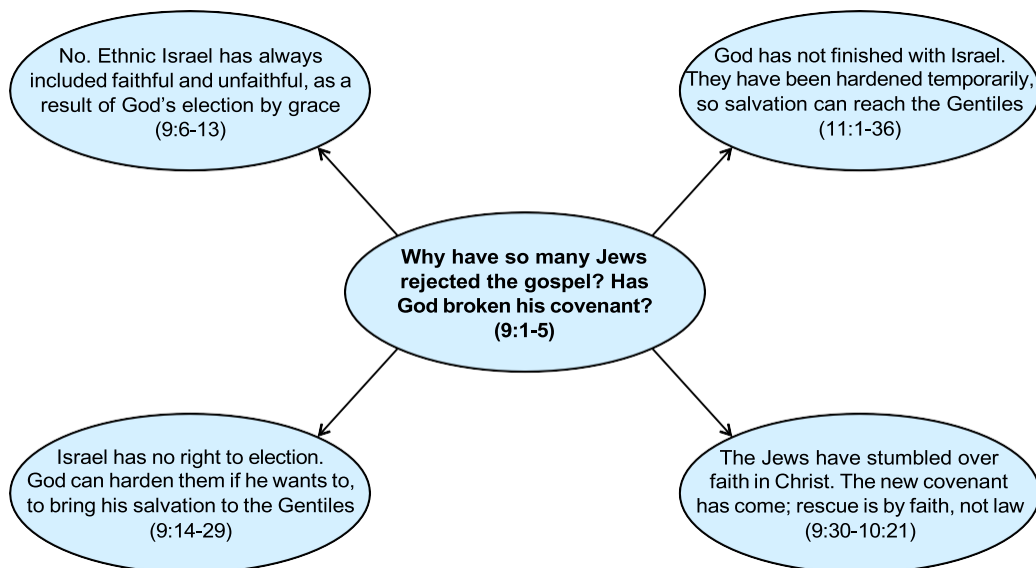 No. Ethnic Israel has always
included faithful and unfaithful, as a
result of God's election by grace
(9:6-13)
God has not finished with Israel.
They have been hardened temporarily,
so salvation can reach the Gentiles
(11:1-36)
Why have so many Jews
rejected the gospel? Has
God broken his covenant?
(9:1-5)
Israel has no right to election.
God can harden them if he wants to,
to bring his salvation to the Gentiles
(9:14-29)
The Jews have stumbled over
faith in Christ. The new covenant
has come; rescue is by faith, not law
(9:30-10:21)